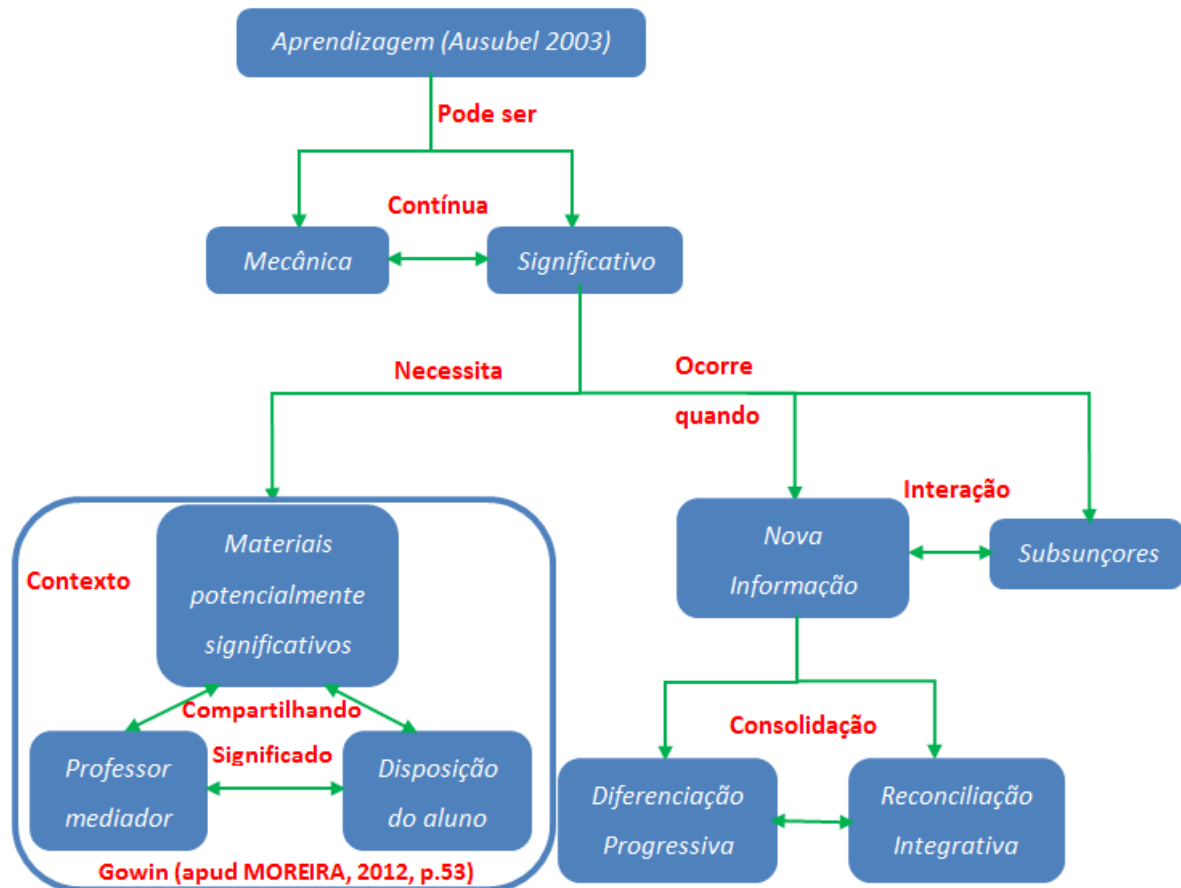 Aprendizagem (Ausubel 2003)
Pode ser
Contínua
Mecânica
Significativo
Necessita
Ocorre
quando
Interação
Nova
Informação
Subsunçores
Contexto
Materiais
potencialmente
significativos
Compartilhando
Significado
Professor
mediador
Disposição
do aluno
Gowin (apud MOREIRA, 2012, p.53)
Consolidação
Diferenciação
Progressiva
Reconciliação
Integrativa